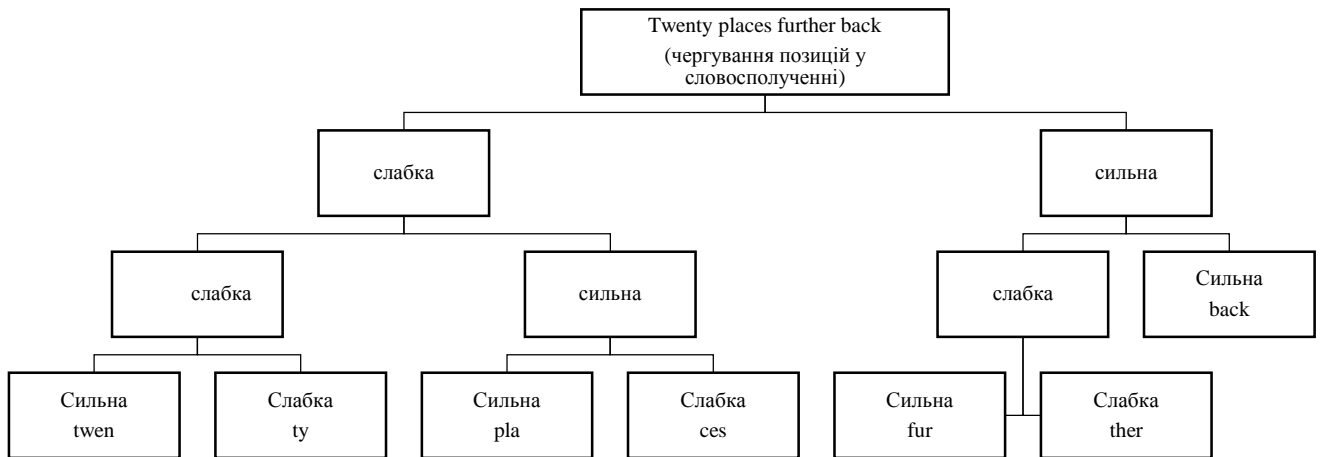 Twenty places further back
(чергування позицій у
словосполученні)
слабка
сильна
слабка
сильна
слабка
Сильна
back
Сильна
twen
Слабка
ty
Сильна
pla
Слабка
ces
Сильна
fur
Слабка
ther